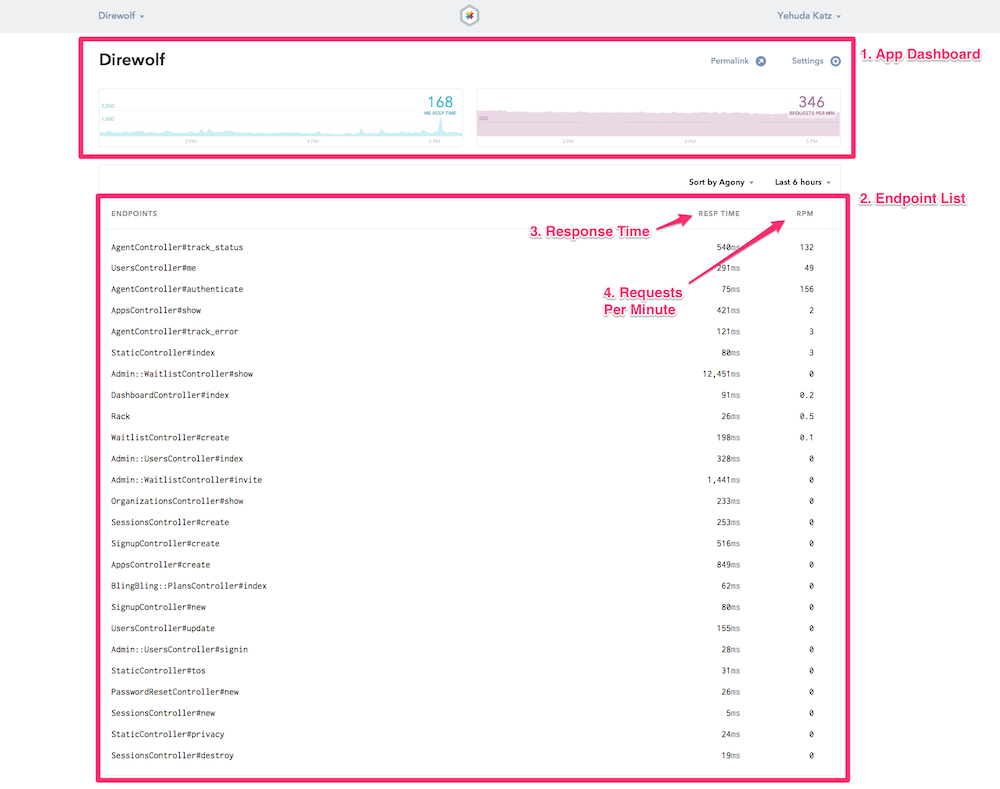 Direwolf
Yehuda Katz
Direwolf
Permalink
Settings
1. App Dashboard
2,000
1,000
168
MS RESP TIME
2 PM
4 PM
5 PM
200
346
REQUESTS PER MIN
2 PM
4 PM
5 PM
Sort by Agony
Last 6 hours
2. Endpoint List
ENDPOINTS RESP TIME RPM
3. Response Time
4. Requests
Per Minute
AgentController#track_status 540ms 132
UsersController#me 291ms 49
AgentController#authenticate 75ms 156
AppsController#show 421ms 2
AgentController#track_error 121ms 3
StaticController#index 80ms 3
Admin::WaitlistController#show 12,451ms 0
DashboardController#index 91ms 0.2
Rack 26ms 0.5
WaitlistController#create 198ms 0.1
Admin::UsersController#index 328ms 0
Admin::WaitlistController#invite 1,441ms 0
OrganizationsController#show 233ms 0
SessionsController#create 253ms 0
SignupController#create 516ms 0
AppsController#create 849ms 0
BlingBling::PlansController#index 62ms 0
SignupController#new 80ms 0
UsersController#update 155ms 0
Admin::UsersController#signin 28ms 0
StaticController#tos 31ms 0
PasswordResetController#new 26ms 0
SessionsController#new 5ms 0
StaticController#privacy 24ms 0
SessionsController#destroy 19ms 0